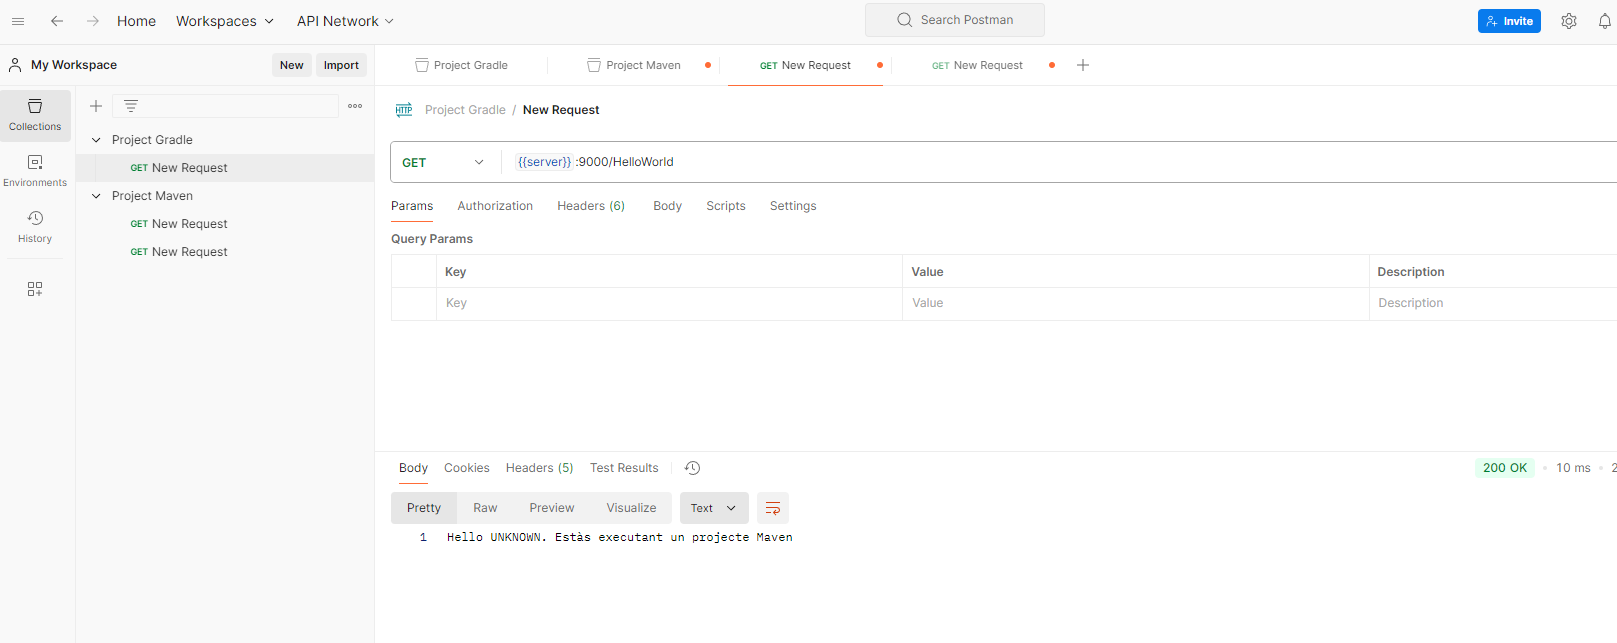 Home Workspaces API Network Search Postman Invite
My Workspace New Import
Project Gradle Project Maven GET New Request GET New Request
Collections
Environments
History
Project Gradle
GET New Request
Project Maven
GET New Request
GET New Request
HTTP Project Gradle / New Request
GET {{server}} :9000/HelloWorld
Params Authorization Headers (6) Body Scripts Settings
Query Params
Key Value Description
Key Value Description
Body Cookies Headers (5) Test Results 200 OK 10 ms 2
Pretty Raw Preview Visualize Text
1 Hello UNKNOWN. Estàs executant un projecte Maven